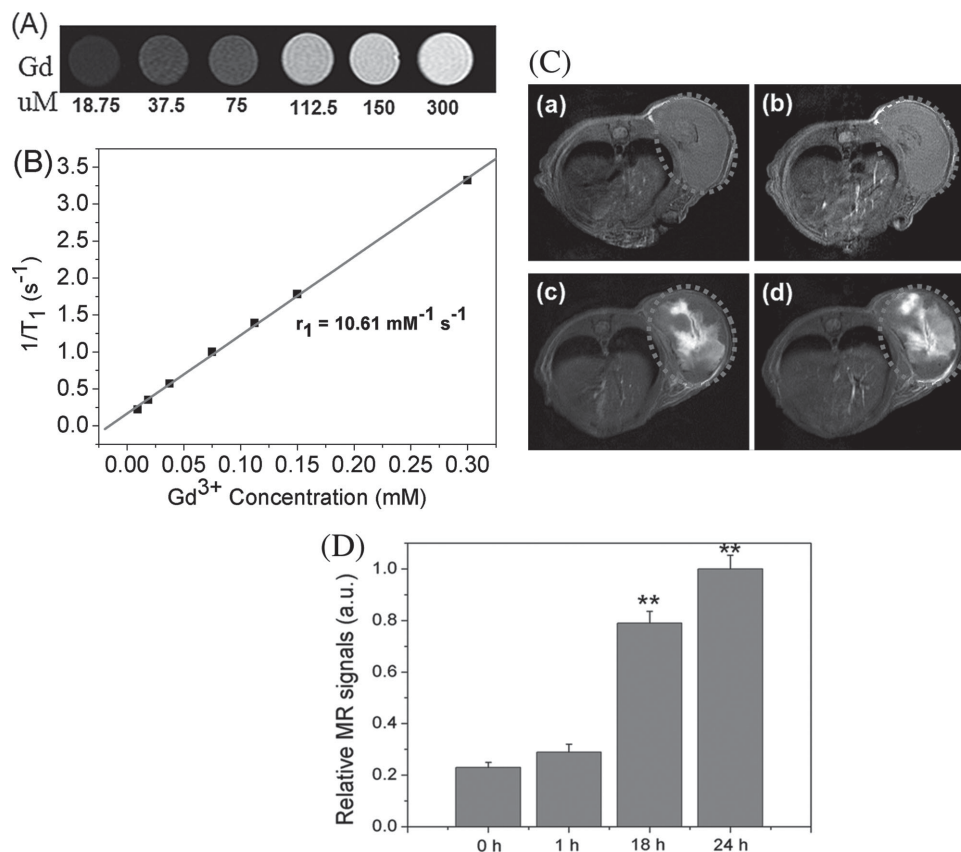 (A)
Gd
uM
18.75 37.5 75 112.5 150 300
(B)
1/T1 (s-1)
3.5
3.0
2.5
2.0
1.5
1.0
0.5
0.0
r1 = 10.61 mM-1 s-1
0.00 0.05 0.10 0.15 0.20 0.25 0.30
Gd3+ Concentration (mM)
(C)
(a)
(b)
(c)
(d)
(D)
Relative MR signals (a.u.)
1.0
0.8
0.6
0.4
0.2
0.0
**
**
0 h 1 h 18 h 24 h